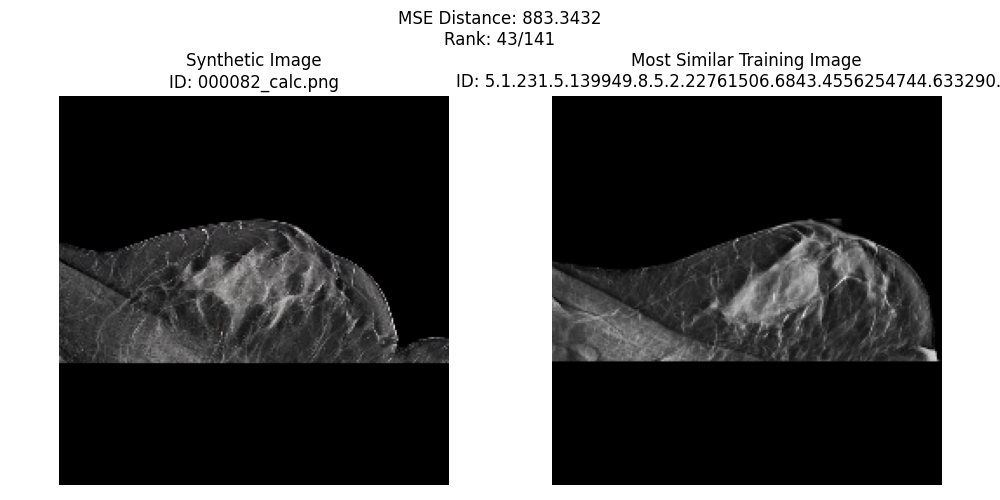 MSE Distance: 883.3432
Rank: 43/141
Synthetic Image
ID: 000082_calc.png
Most Similar Training Image
ID: 5.1.231.5.139949.8.5.2.22761506.6843.4556254744.633290.